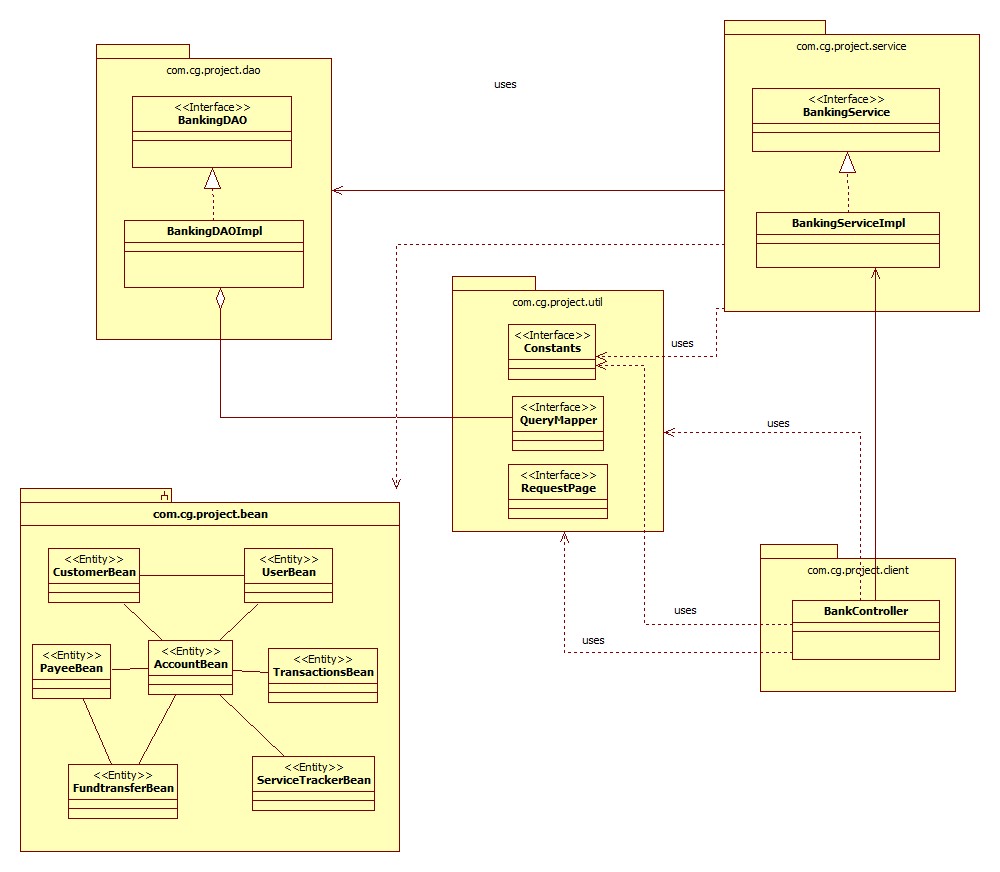 com.cg.project.dao
<<Interface>>
BankingDAO
BankingDAOImpl
uses
com.cg.project.service
<<Interface>>
BankingService
BankingServiceImpl
com.cg.project.util
<<Interface>>
Constants
<<Interface>>
QueryMapper
<<Interface>>
RequestPage
uses
uses
uses
uses
com.cg.project.client
BankController
com.cg.project.bean
<<Entity>>
CustomerBean
<<Entity>>
UserBean
<<Entity>>
PayeeBean
<<Entity>>
AccountBean
<<Entity>>
TransactionsBean
<<Entity>>
FundtransferBean
<<Entity>>
ServiceTrackerBean